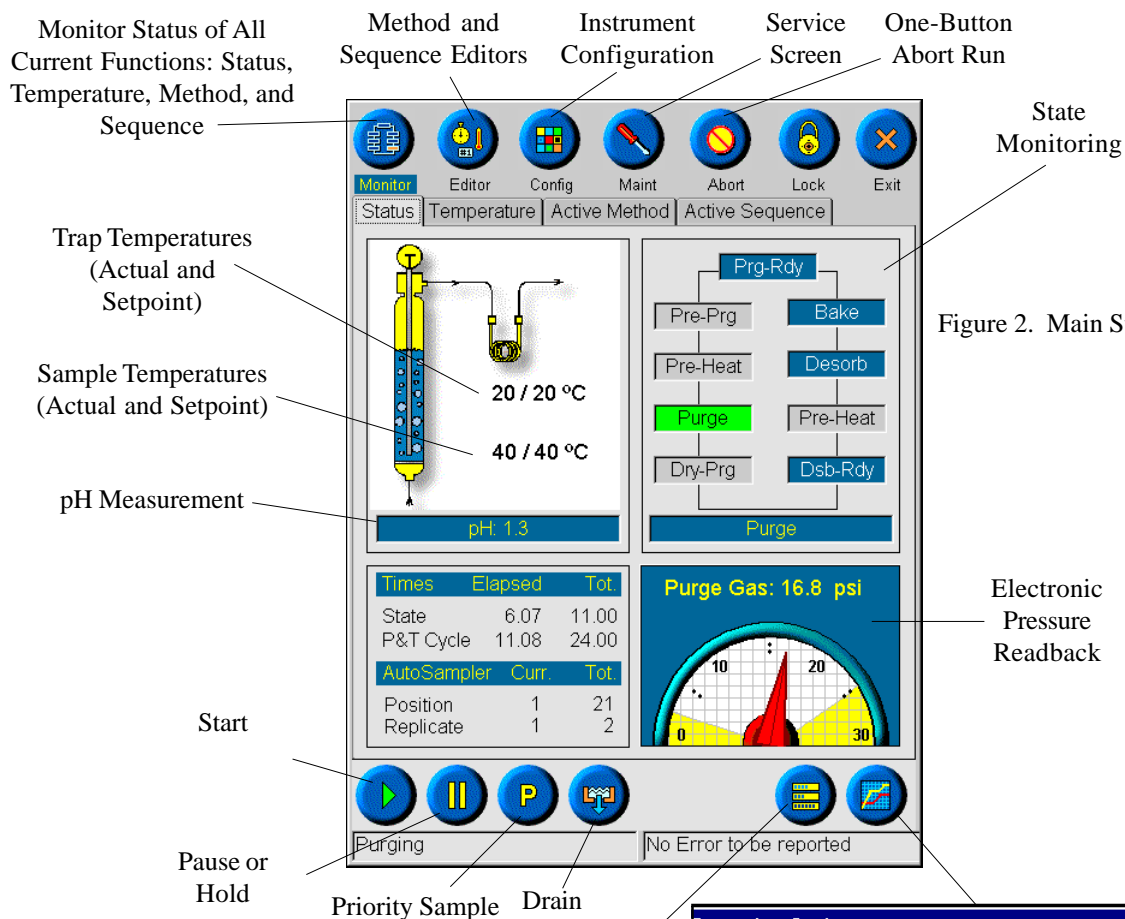 Monitor Status of All
Current Functions: Status,
Temperature, Method, and
Sequence
Method and
Sequence Editors
Instrument
Configuration
Service
Screen
One-Button
Abort Run
State
Monitoring
#1
Monitor
Editor
Config
Maint
Abort
Lock
Exit
Status
Temperature
Active Method
Active Sequence
Trap Temperatures
(Actual and
Setpoint)
Sample Temperatures
(Actual and Setpoint)
pH Measurement
T
20 / 20 ºC
40 / 40 ºC
pH: 1.3
Prg-Rdy
Pre-Prg
Bake
Pre-Heat
Desorb
Purge
Pre-Heat
Dry-Prg
Dsb-Rdy
Purge
Figure 2. Main S
Times Elapsed Tot.
State 6.07 11.00
P&T Cycle 11.08 24.00
AutoSampler Curr. Tot.
Position 1 21
Replicate 1 2
Purge Gas: 16.8 psi
0
10
20
30
Electronic
Pressure
Readback
Start
P
Purging
No Error to be reported
Pause or
Hold
Priority Sample
Drain